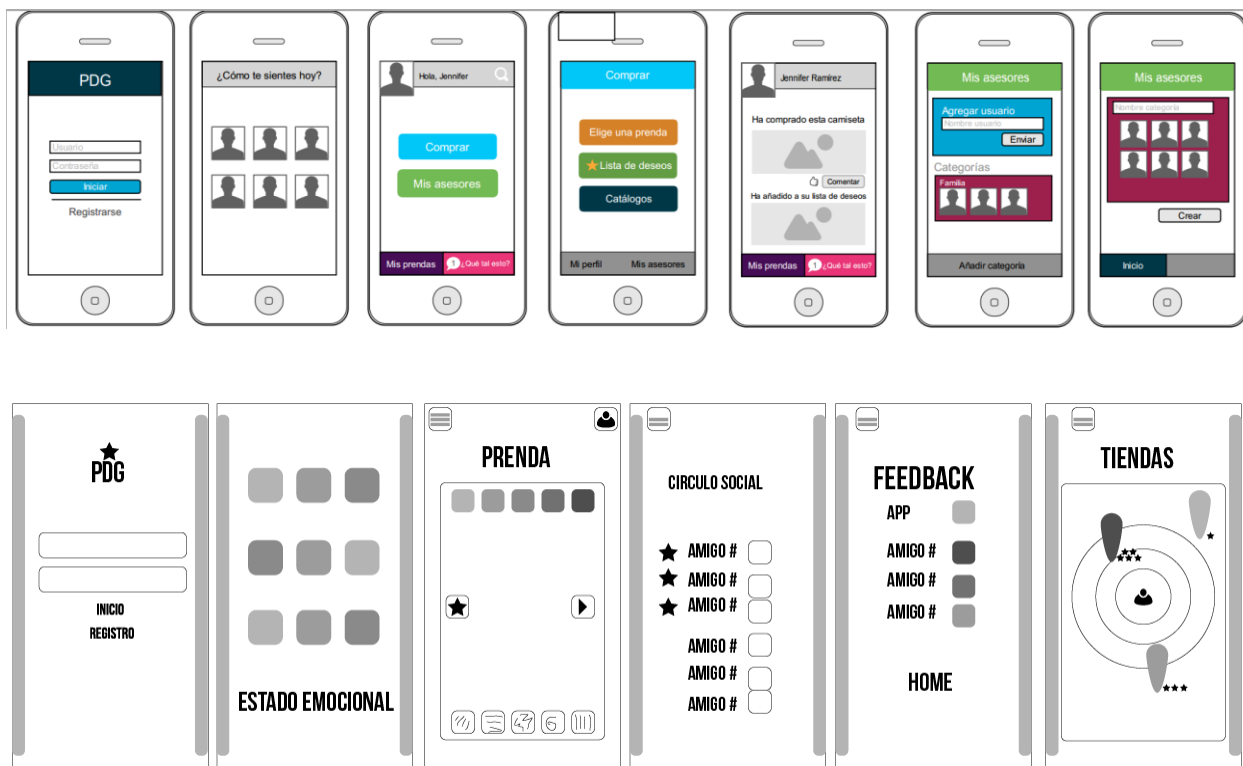 PDG
Usuario
Contraseña
Iniciar
Registrarse
¿Cómo te sientes hoy?
Hola, Jennifer
Comprar
Mis asesores
Mis prendas
1
¿Qué tal esto?
Comprar
Elige una prenda
Lista de deseos
Catálogos
Mi perfil
Mis asesores
Jennifer Ramírez
Ha comprado esta camiseta
Comentar
Ha añadido a su lista de deseos
Mis prendas
1
¿Qué tal esto?
Mis asesores
Agregar usuario
Nombre usuario
Enviar
Categorías
Familia
Añadir categoría
Mis asesores
Nombre categoría
Crear
Inicio
PDG
INICIO
REGISTRO
ESTADO EMOCIONAL
PRENDA
CIRCULO SOCIAL
AMIGO #
AMIGO #
AMIGO #
AMIGO #
AMIGO #
AMIGO #
FEEDBACK
APP
AMIGO #
AMIGO #
AMIGO #
HOME
TIENDAS